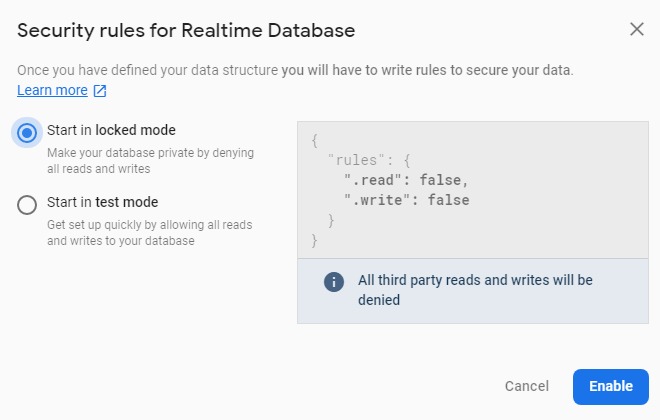 Security rules for Realtime Database
Once you have defined your data structure you will have to write rules to secure your data.
Learn more
Start in locked mode
Make your database private by denying
all reads and writes
Start in test mode
Get set up quickly by allowing all reads
and writes to your database
{
"rules": {
".read": false,
".write": false
}
}
All third party reads and writes will be
denied
Cancel
Enable